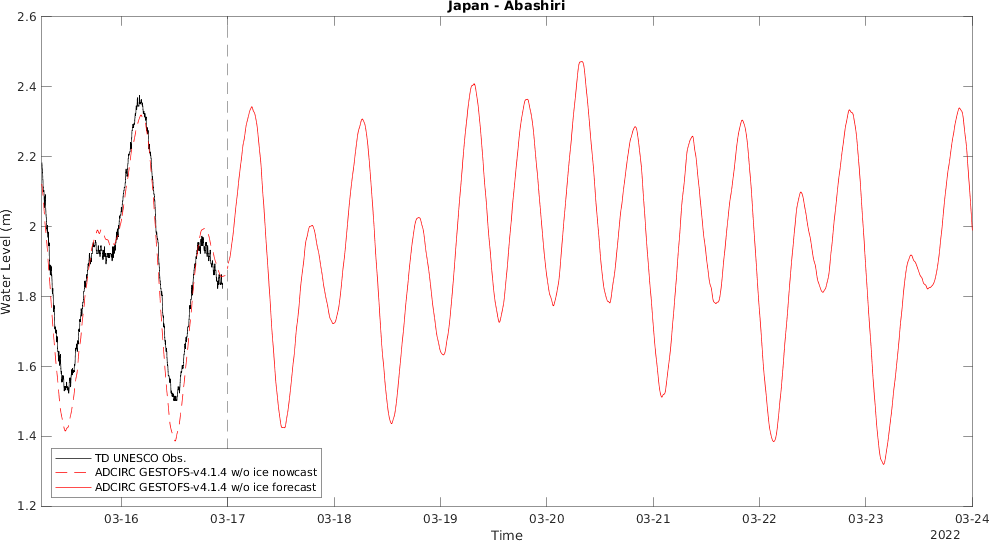 Japan - Abashiri
Water Level (m)
2.6
2.4
2.2
2
1.8
1.6
1.4
1.2
TD UNESCO Obs.
ADCIRC GESTOFS-v4.1.4 w/o ice nowcast
ADCIRC GESTOFS-v4.1.4 w/o ice forecast
03-16 03-17 03-18 03-19 03-20 03-21 03-22 03-23 03-24
Time
2022